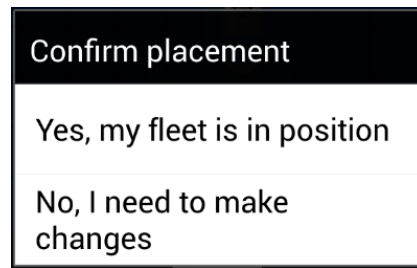 Confirm placement
Yes, my fleet is in position
No, I need to make
changes